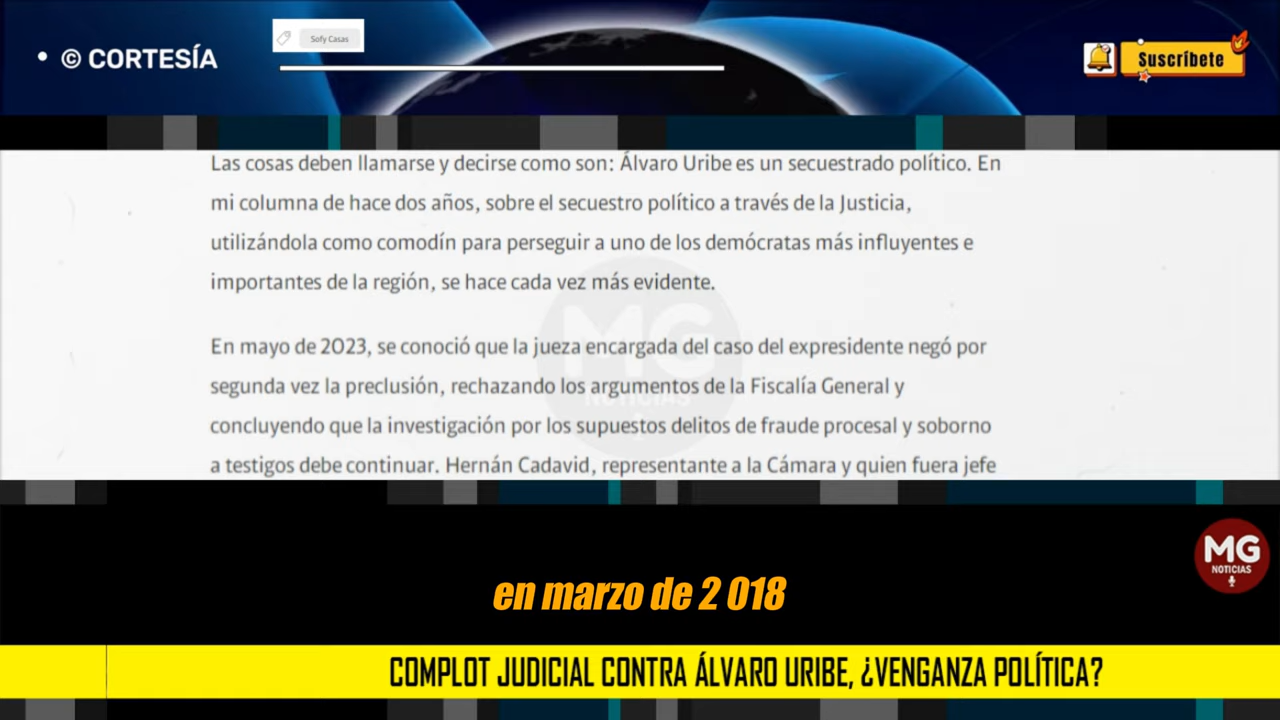 • © CORTESÍA
Sofy Casas
Suscríbete
Las cosas deben llamarse y decirse como son: Álvaro Uribe es un secuestrado político. En
mi columna de hace dos años, sobre el secuestro político a través de la Justicia,
utilizándola como comodín para perseguir a uno de los demócratas más influyentes e
importantes de la región, se hace cada vez más evidente.
En mayo de 2023, se conoció que la jueza encargada del caso del expresidente negó por
segunda vez la preclusión, rechazando los argumentos de la Fiscalía General y
concluyendo que la investigación por los supuestos delitos de fraude procesal y soborno
a testigos debe continuar. Hernán Cadavid, representante a la Cámara y quien fuera jefe
MG
NOTICIAS
MG
NOTICIAS
en marzo de 2 018
COMPLOT JUDICIAL CONTRA ÁLVARO URIBE, ¿VENGANZA POLÍTICA?